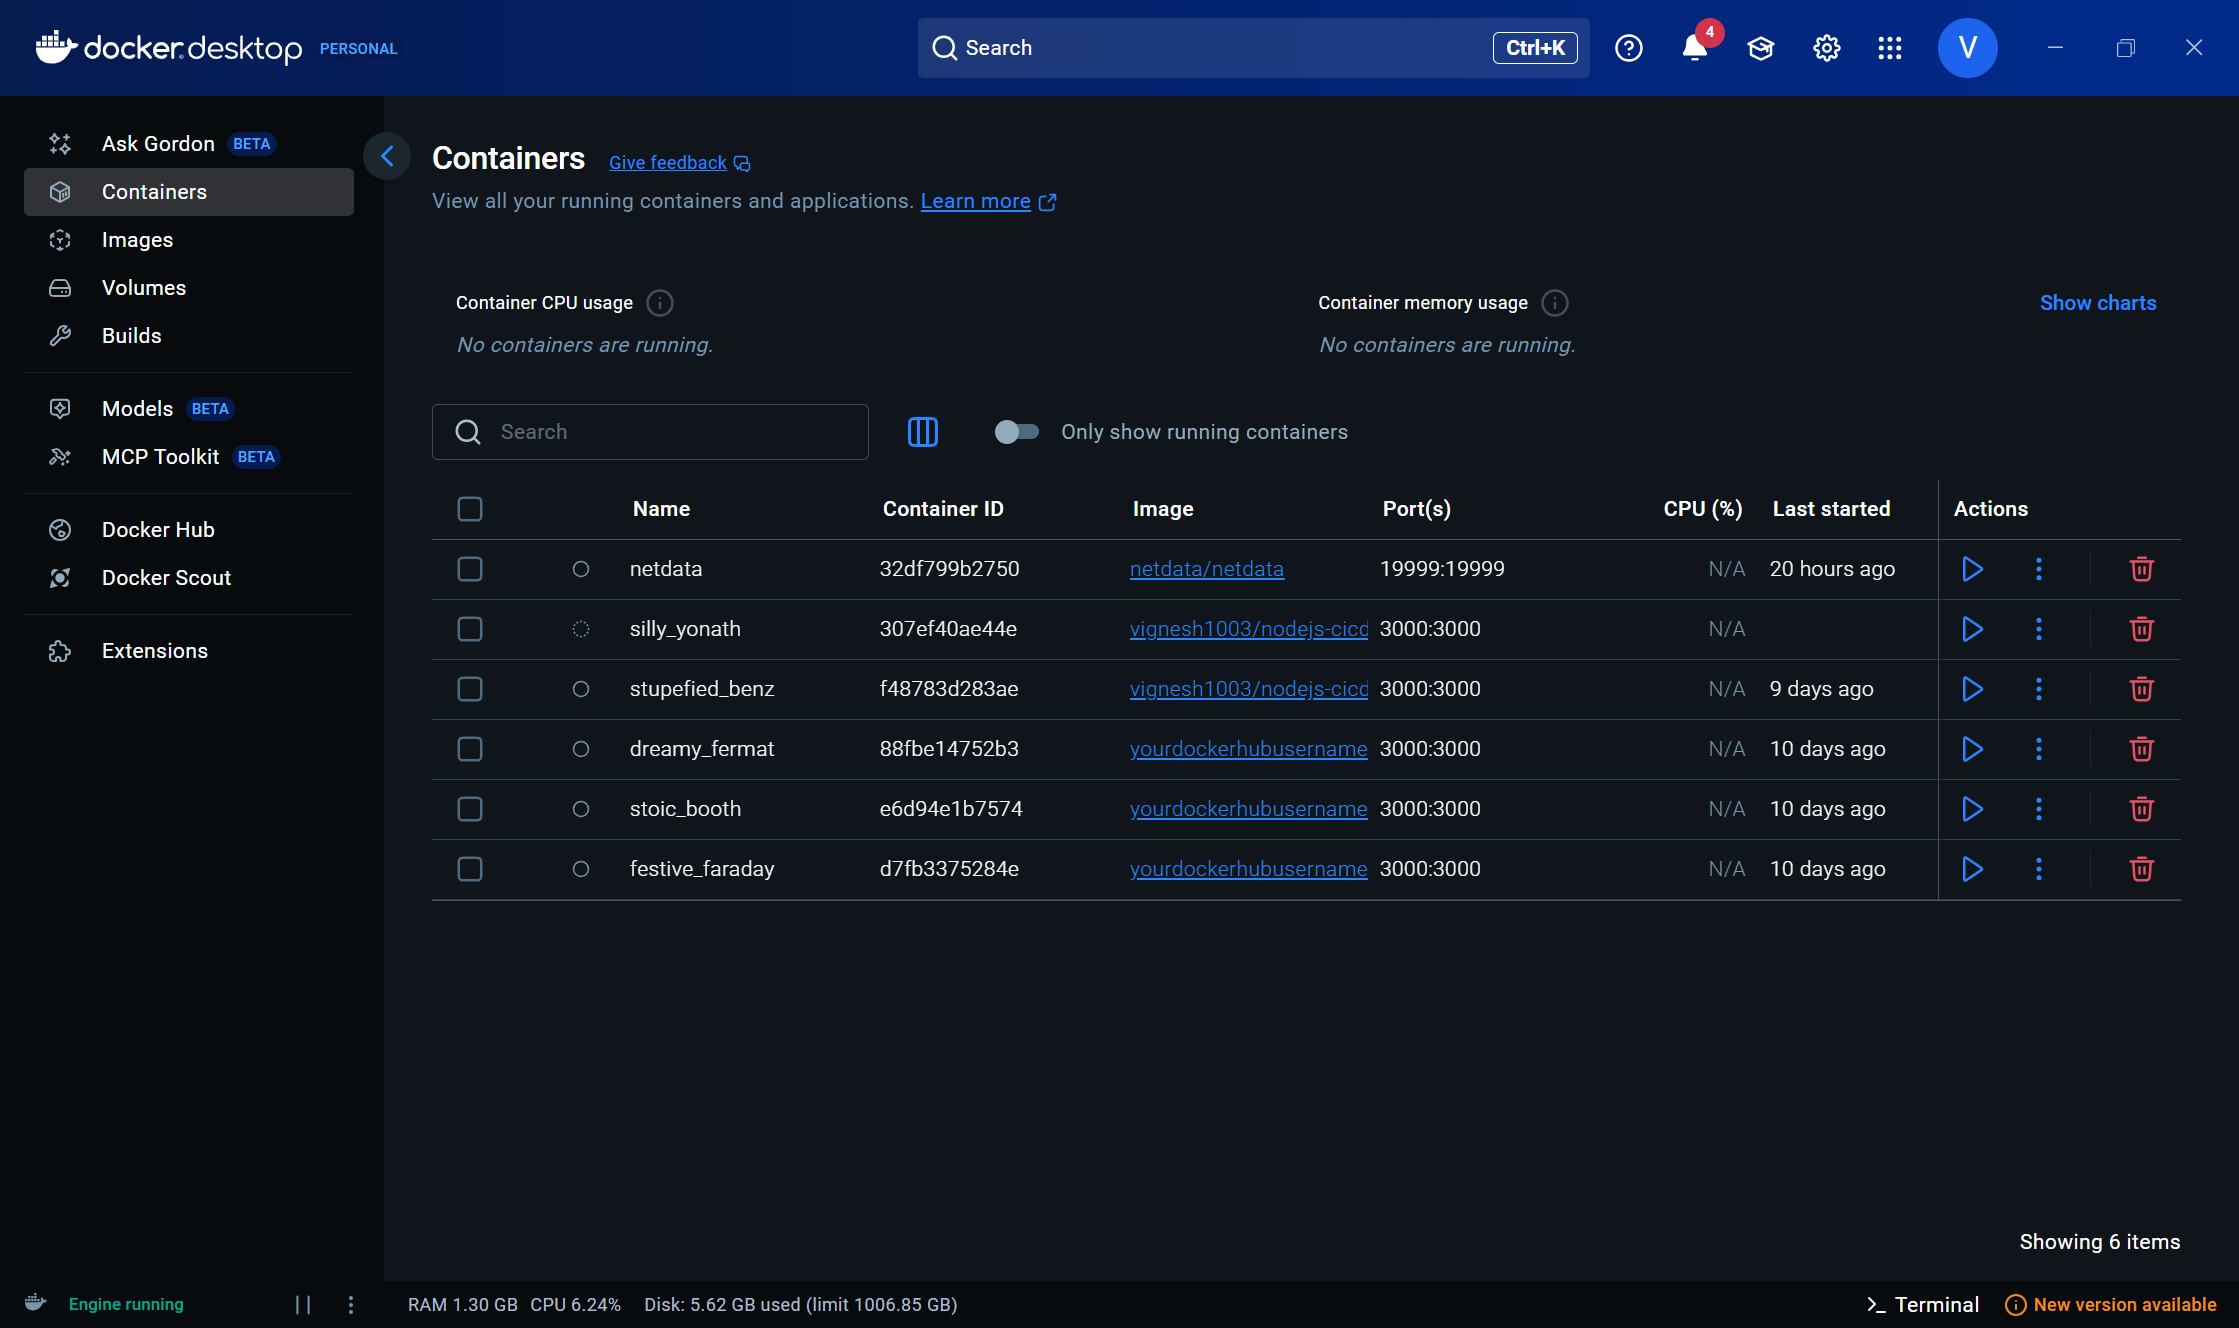 docker.desktop PERSONAL
Search
Ctrl+K
4
V
Ask Gordon BETA
Containers
Images
Volumes
Builds
Models BETA
MCP Toolkit BETA
Docker Hub
Docker Scout
Extensions
Containers Give feedback
View all your running containers and applications. Learn more
Container CPU usage
No containers are running.
Container memory usage
No containers are running.
Show charts
Search
Only show running containers
Name Container ID Image Port(s) CPU (%) Last started Actions
netdata 32df799b2750 netdata/netdata 19999:19999 N/A 20 hours ago
silly_yonath 307ef40ae44e vignesh1003/nodejs-cicd 3000:3000 N/A
stupefied_benz f48783d283ae vignesh1003/nodejs-cicd 3000:3000 N/A 9 days ago
dreamy_fermat 88fbe14752b3 yourdockerhubusername 3000:3000 N/A 10 days ago
stoic_booth e6d94e1b7574 yourdockerhubusername 3000:3000 N/A 10 days ago
festive_faraday d7fb3375284e yourdockerhubusername 3000:3000 N/A 10 days ago
Showing 6 items
Engine running
RAM 1.30 GB CPU 6.24% Disk: 5.62 GB used (limit 1006.85 GB)
Terminal
New version available